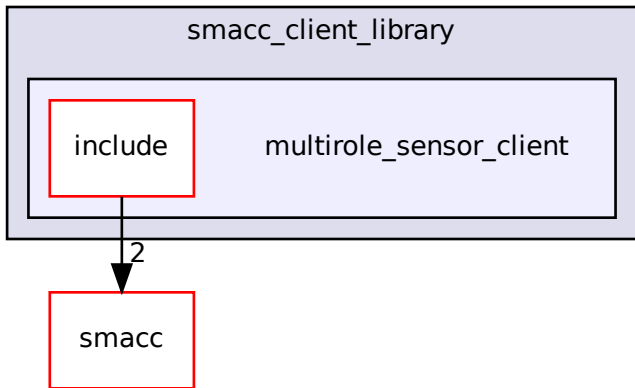 smacc_client_library
include
multirole_sensor_client
2
smacc